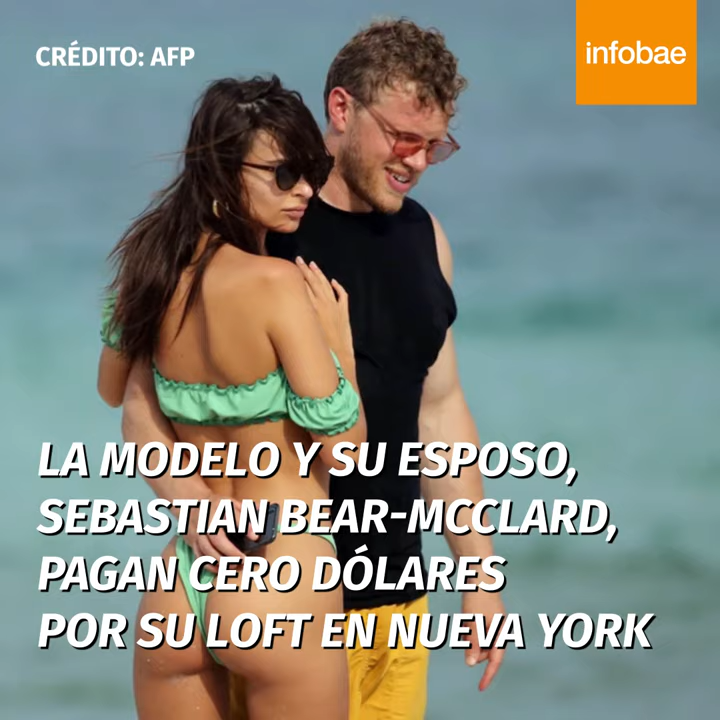 CRÉDITO: AFP
infobae
LA MODELO Y SU ESPOSO,
SEBASTIAN BEAR-MCCLARD,
PAGAN CERO DÓLARES
POR SU LOFT EN NUEVA YORK